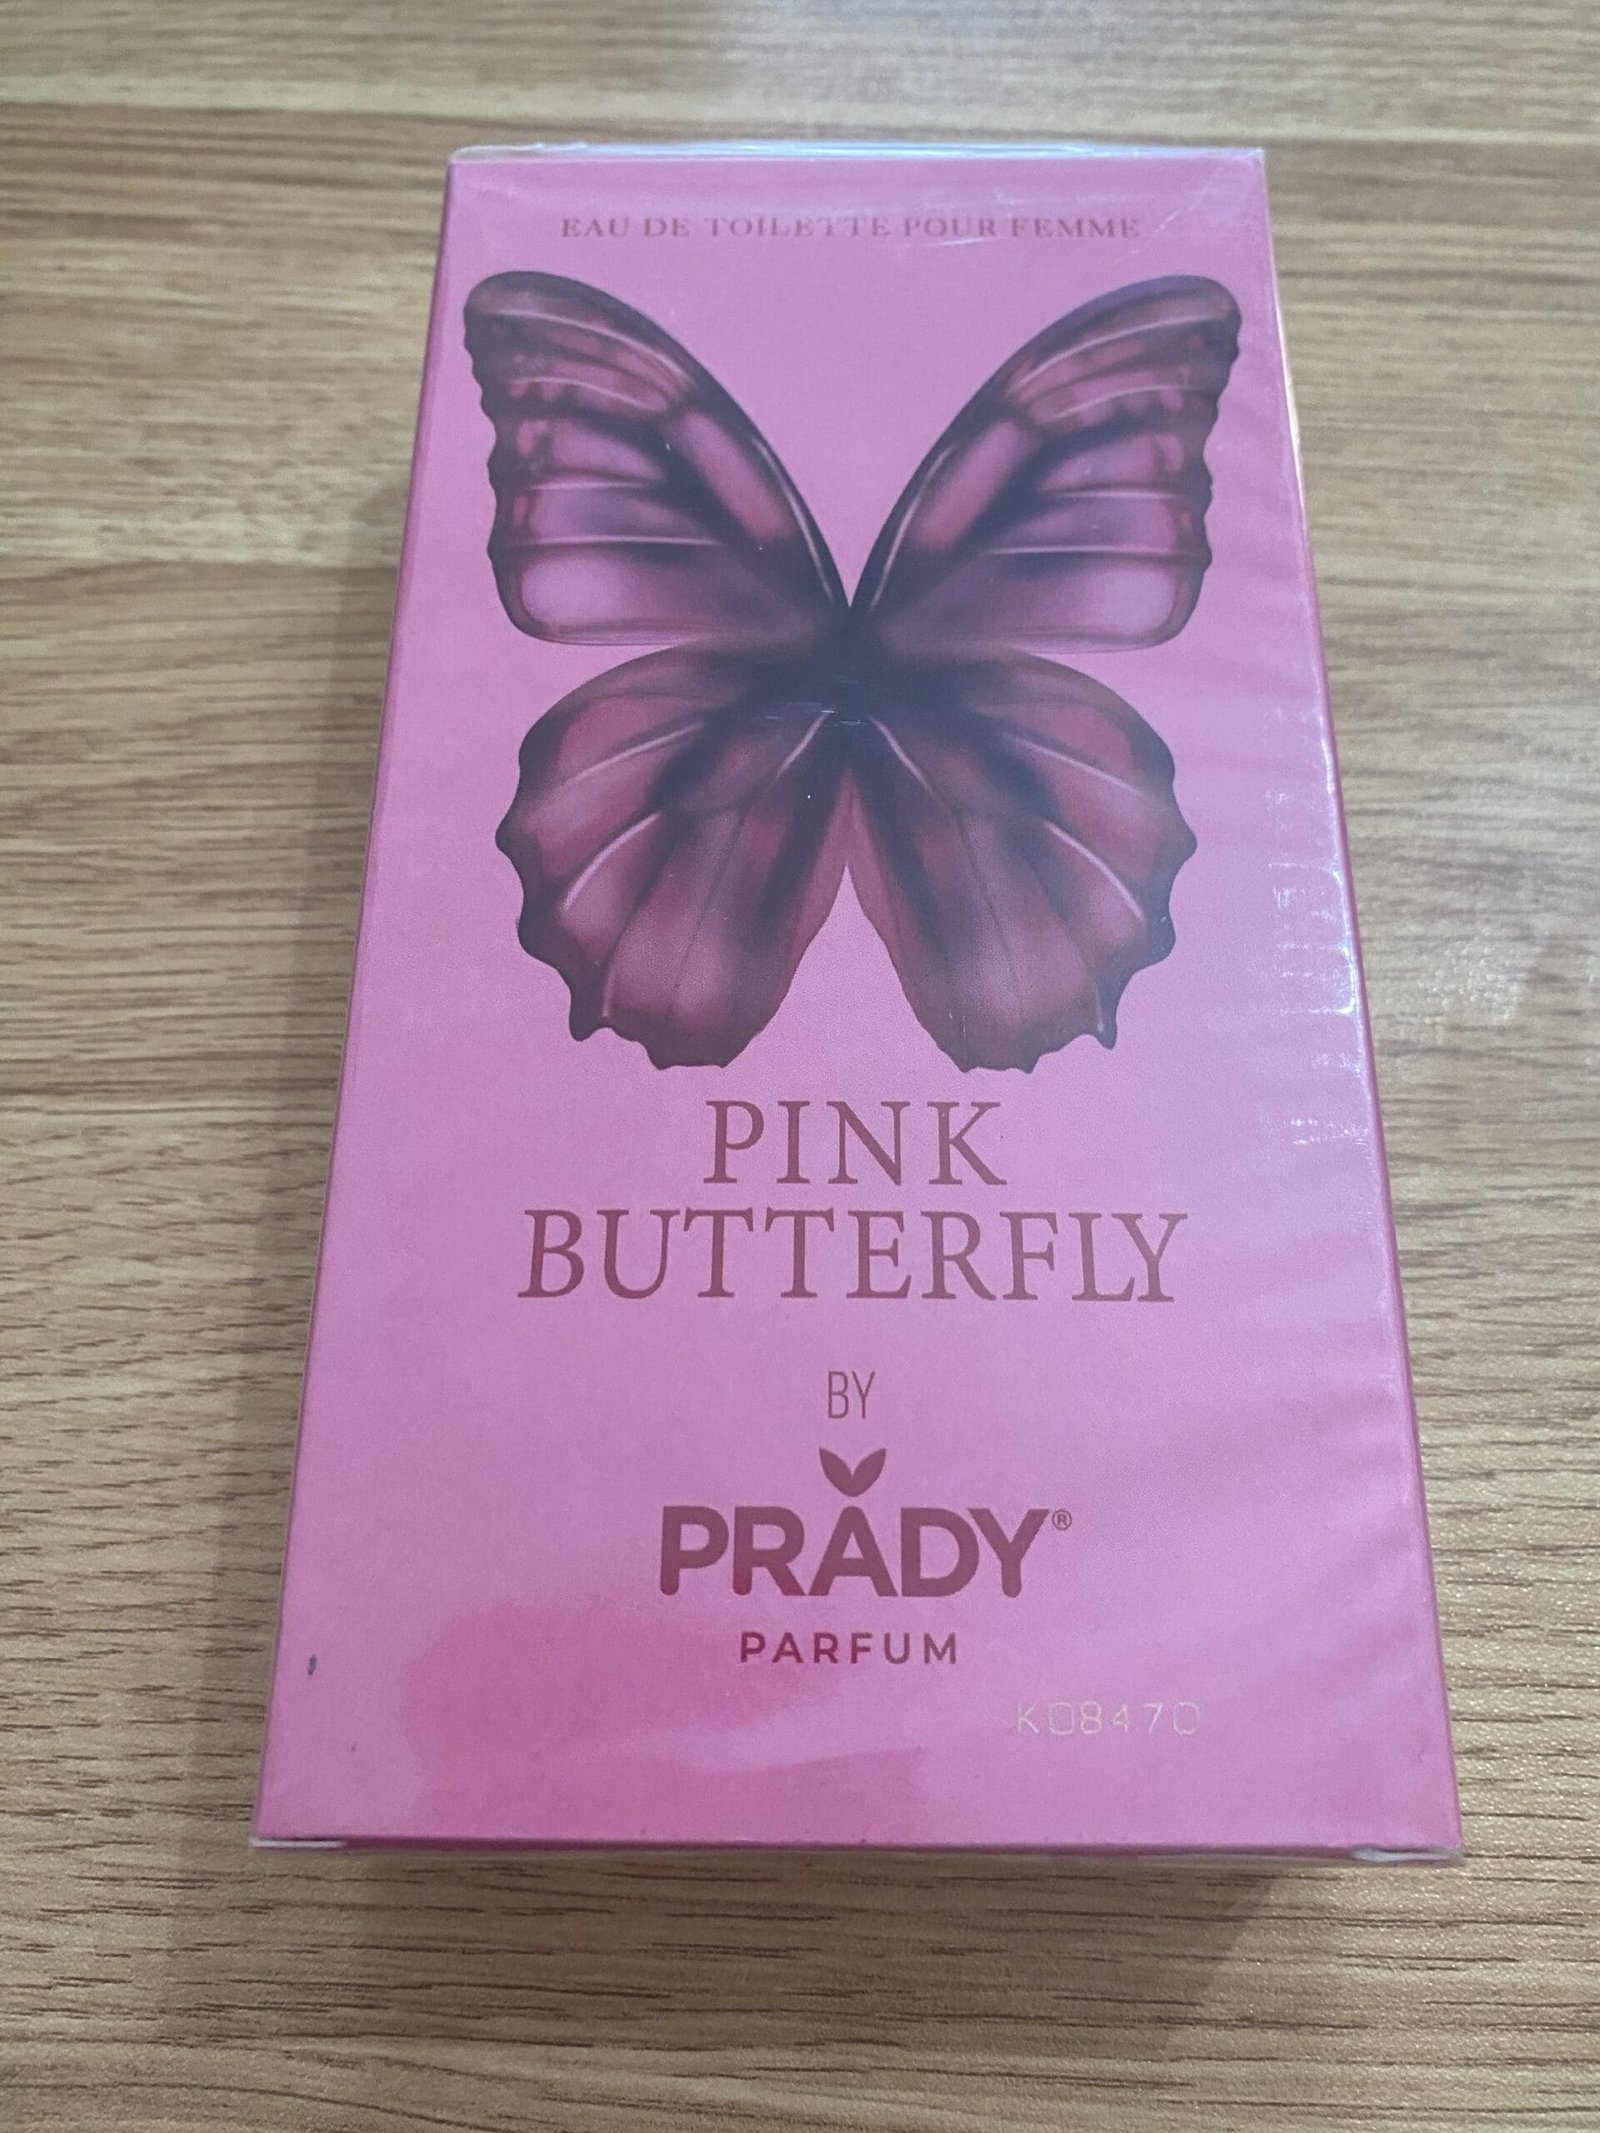 EAU DE TOILETTE POUR FEMME
PINK
BUTTERFLY
BY
PRADY®
PARFUM
K08470